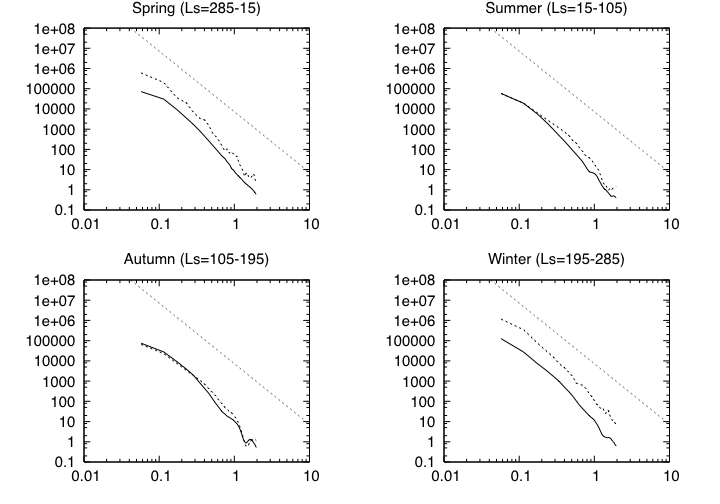 Spring (Ls=285-15)
1e+08
1e+07
1e+06
100000
10000
1000
100
10
1
0.1
0.01 0.1 1 10
Summer (Ls=15-105)
1e+08
1e+07
1e+06
100000
10000
1000
100
10
1
0.1
0.01 0.1 1 10
Autumn (Ls=105-195)
1e+08
1e+07
1e+06
100000
10000
1000
100
10
1
0.1
0.01 0.1 1 10
Winter (Ls=195-285)
1e+08
1e+07
1e+06
100000
10000
1000
100
10
1
0.1
0.01 0.1 1 10